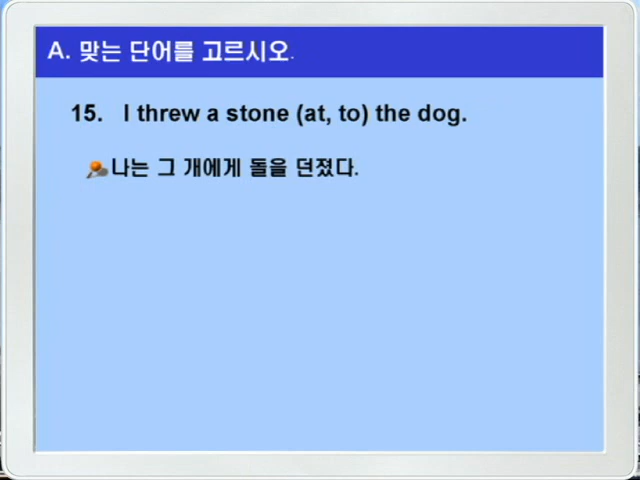 A. 맞는 단어를 고르시오.
15. I threw a stone (at, to) the dog.
나는 그 개에게 돌을 던졌다.